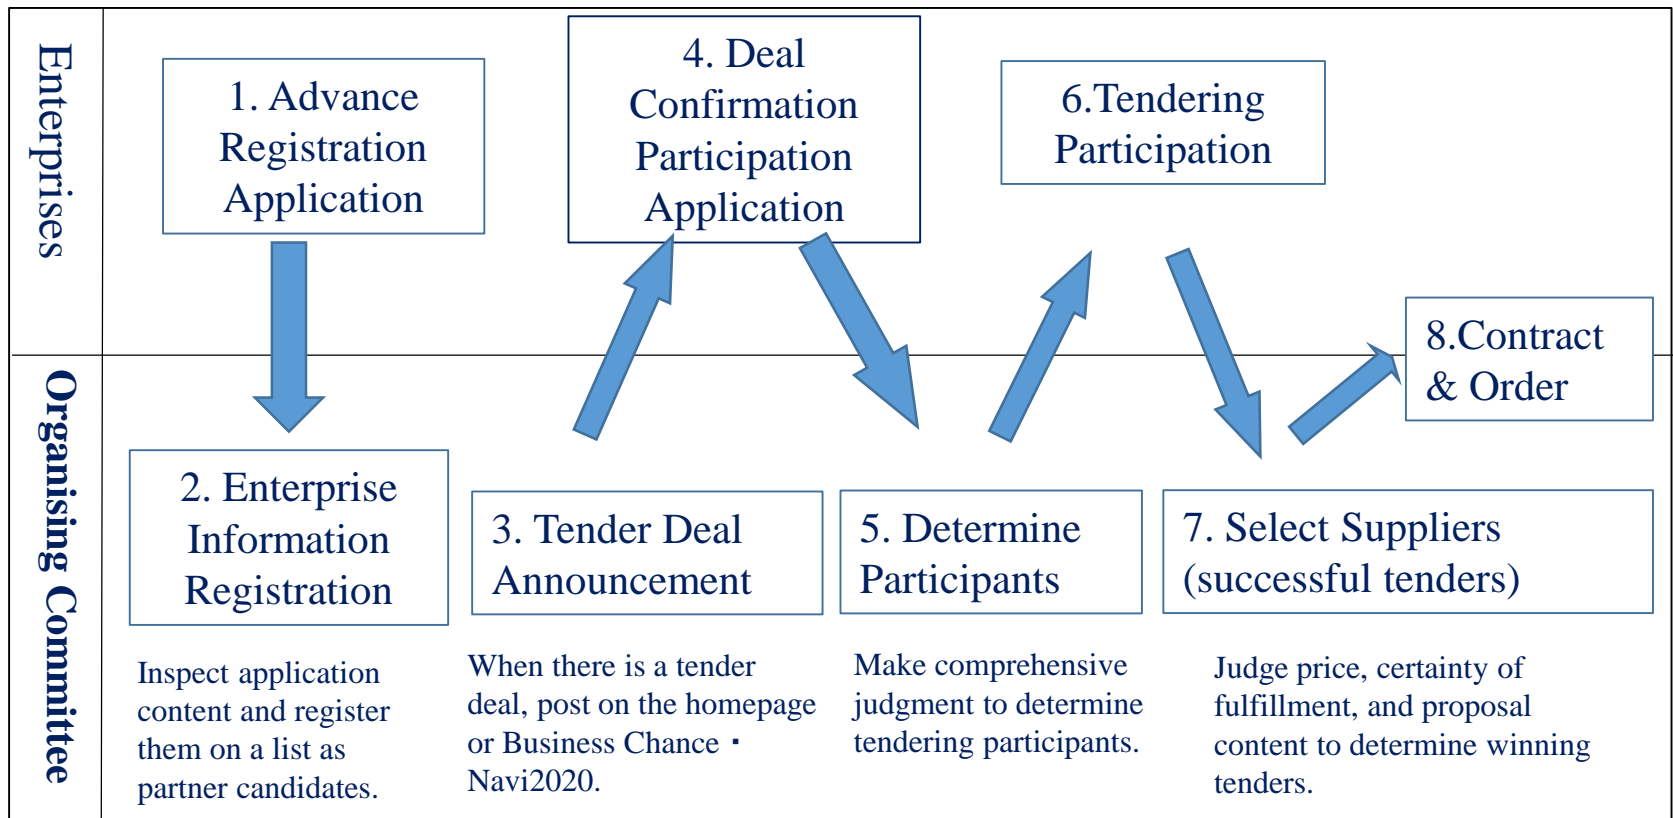 Enterprises
1. Advance
Registration
Application
4. Deal
Confirmation
Participation
Application
6.Tendering
Participation
8.Contract
& Order
Organising Committee
2. Enterprise
Information
Registration
Inspect application
content and register
them on a list as
partner candidates.
3. Tender Deal
Announcement
When there is a tender
deal, post on the homepage
or Business Chance・
Navi2020.
5. Determine
Participants
Make comprehensive
judgment to determine
tendering participants.
7. Select Suppliers
(successful tenders)
Judge price, certainty of
fulfillment, and proposal
content to determine winning
tenders.